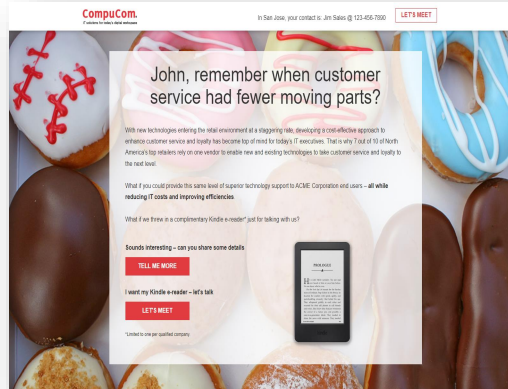 CompuCom.
IT solutions for today's digital workspace
In San Jose, your contact is: Jim Sales @ 123-456-7890
LET'S MEET
John, remember when customer
service had fewer moving parts?
With new technologies entering the retail environment at a staggering rate, developing a cost-effective approach to
enhance customer service and loyalty has become top of mind for today's IT executives. That is why 7 out of 10 of North
America's top retailers rely on one vendor to enable new and existing technologies to take customer service and loyalty to
the next level.
What if you could provide this same level of superior technology support to ACME Corporation end users – all while
reducing IT costs and improving efficiencies
What if we threw in a complimentary Kindle e-reader* just for talking with us?
Sounds interesting – can you share some details
TELL ME MORE
I want my Kindle e-reader – let's talk
LET'S MEET
PROLOGUE
*Limited to one per qualified company.